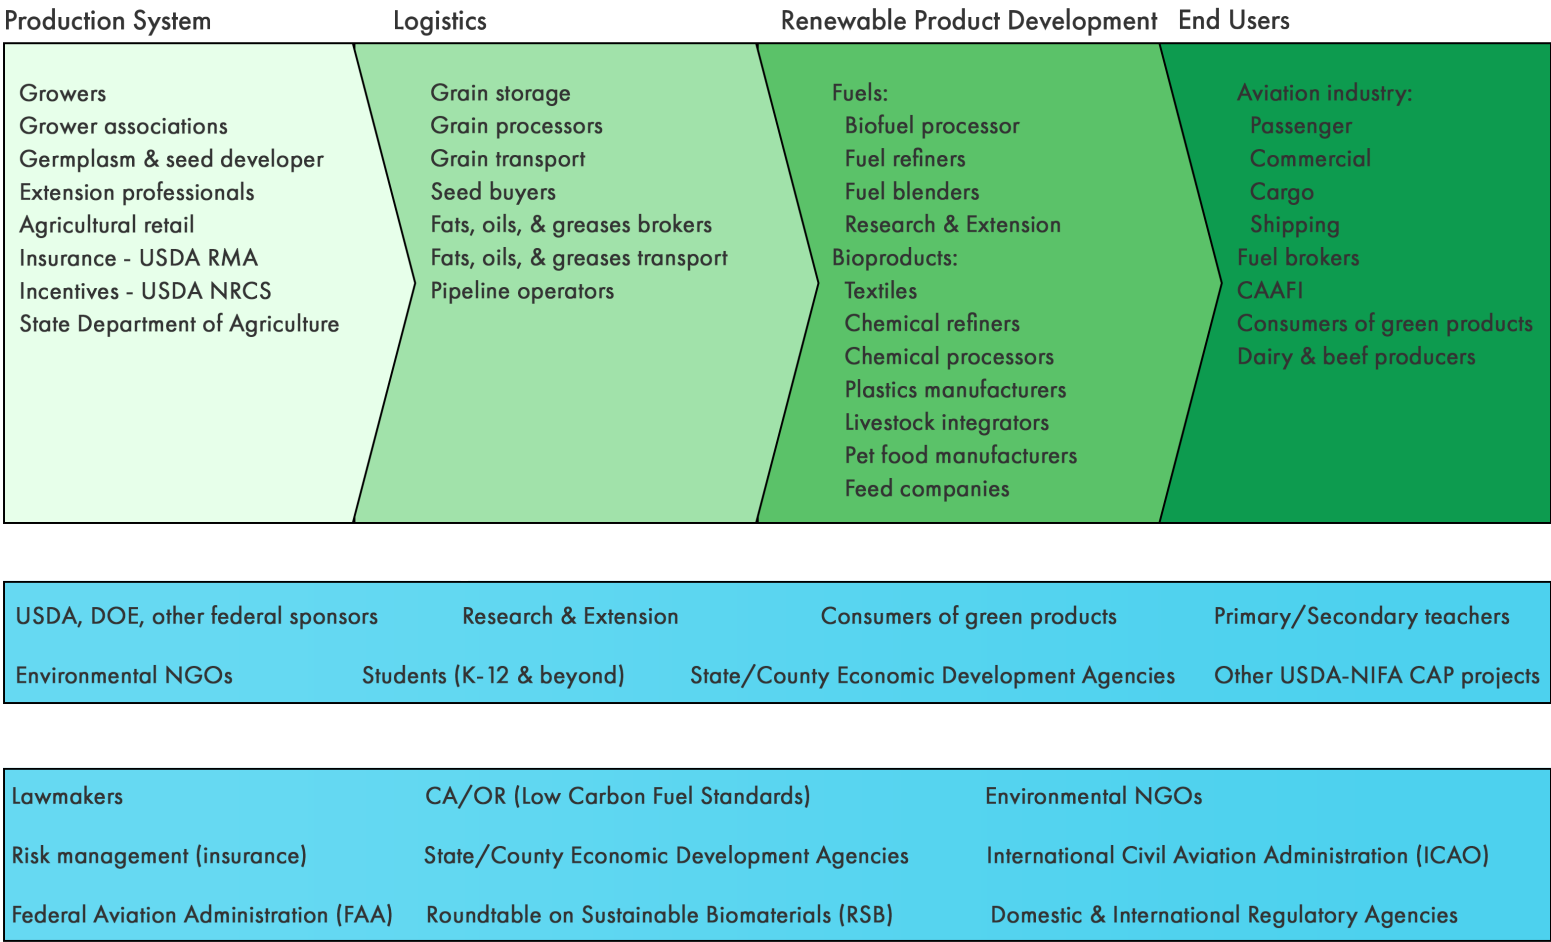 Production System
Logistics
Renewable Product Development
End Users
Growers
Grower associations
Germplasm & seed developer
Extension professionals
Agricultural retail
Insurance - USDA RMA
Incentives - USDA NRCS
State Department of Agriculture
Grain storage
Grain processors
Grain transport
Seed buyers
Fats, oils, & greases brokers
Fats, oils, & greases transport
Pipeline operators
Fuels:
Biofuel processor
Fuel refiners
Fuel blenders
Research & Extension
Bioproducts:
Textiles
Chemical refiners
Chemical processors
Plastics manufacturers
Livestock integrators
Pet food manufacturers
Feed companies
Aviation industry:
Passenger
Commercial
Cargo
Shipping
Fuel brokers
CAAFI
Consumers of green products
Dairy & beef producers
USDA, DOE, other federal sponsors
Research & Extension
Consumers of green products
Primary/Secondary teachers
Environmental NGOs
Students (K-12 & beyond)
State/County Economic Development Agencies
Other USDA-NIFA CAP projects
Lawmakers
CA/OR (Low Carbon Fuel Standards)
Environmental NGOs
Risk management (insurance)
State/County Economic Development Agencies
International Civil Aviation Administration (ICAO)
Federal Aviation Administration (FAA)
Roundtable on Sustainable Biomaterials (RSB)
Domestic & International Regulatory Agencies